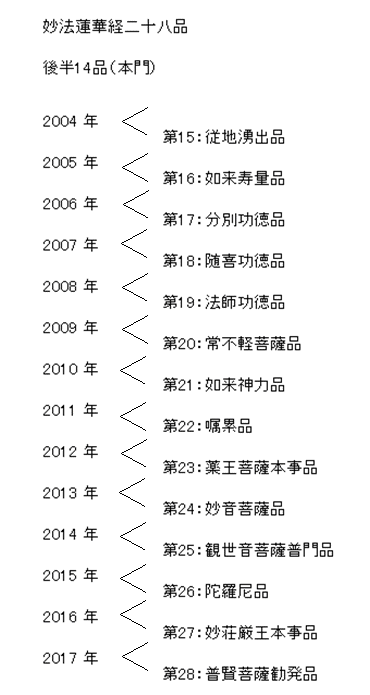 妙法蓮華経二十八品
後半14品(本門)
2004 年
第15:従地湧出品
2005 年
第16:如来寿量品
2006 年
第17:分別功徳品
2007 年
第18:随喜功徳品
2008 年
第19:法師功徳品
2009 年
第20:常不軽菩薩品
2010 年
第21:如来神力品
2011 年
第22:嘱累品
2012 年
第23:薬王菩薩本事品
2013 年
第24:妙音菩薩品
2014 年
第25:観世音菩薩普門品
2015 年
第26:陀羅尼品
2016 年
第27:妙荘厳王本事品
2017 年
第28:普賢菩薩勧発品